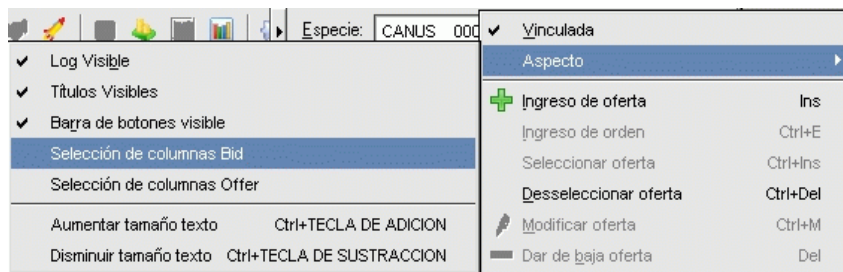 Especie: CANUS 000
Log Visible
Títulos Visibles
Barra de botones visible
Selección de columnas Bid
Selección de columnas Offer
Aumentar tamaño texto Ctrl+TECLA DE ADICION
Disminuir tamaño texto Ctrl+TECLA DE SUSTRACCION
Vinculada
Aspecto
Ingreso de oferta Ins
Ingreso de orden Ctrl+E
Seleccionar oferta Ctrl+Ins
Desseleccionar oferta Ctrl+Del
Modificar oferta Ctrl+M
Dar de baja oferta Del